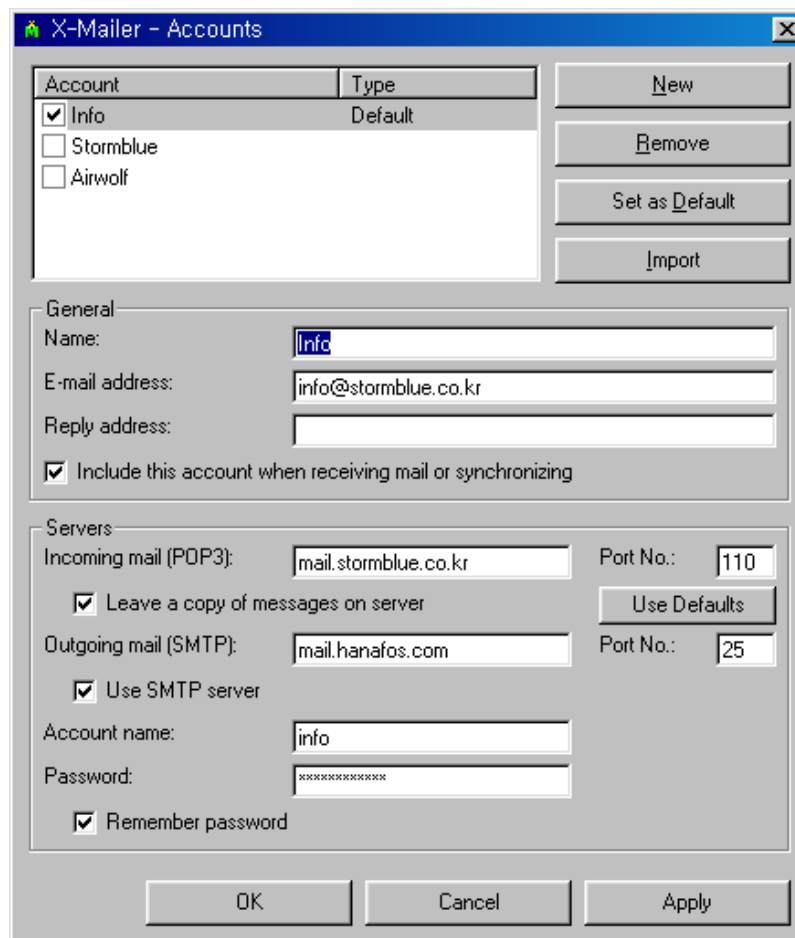 X-Mailer - Accounts
Account Type
Info Default
Stormblue
Airwolf
New
Remove
Set as Default
Import
General
Name: Info
E-mail address: info@stormblue.co.kr
Reply address:
Include this account when receiving mail or synchronizing
Servers
Incoming mail (POP3): mail.stormblue.co.kr Port No.: 110
Leave a copy of messages on server Use Defaults
Outgoing mail (SMTP): mail.hanafos.com Port No.: 25
Use SMTP server
Account name: info
Password: ************
Remember password
OK Cancel Apply